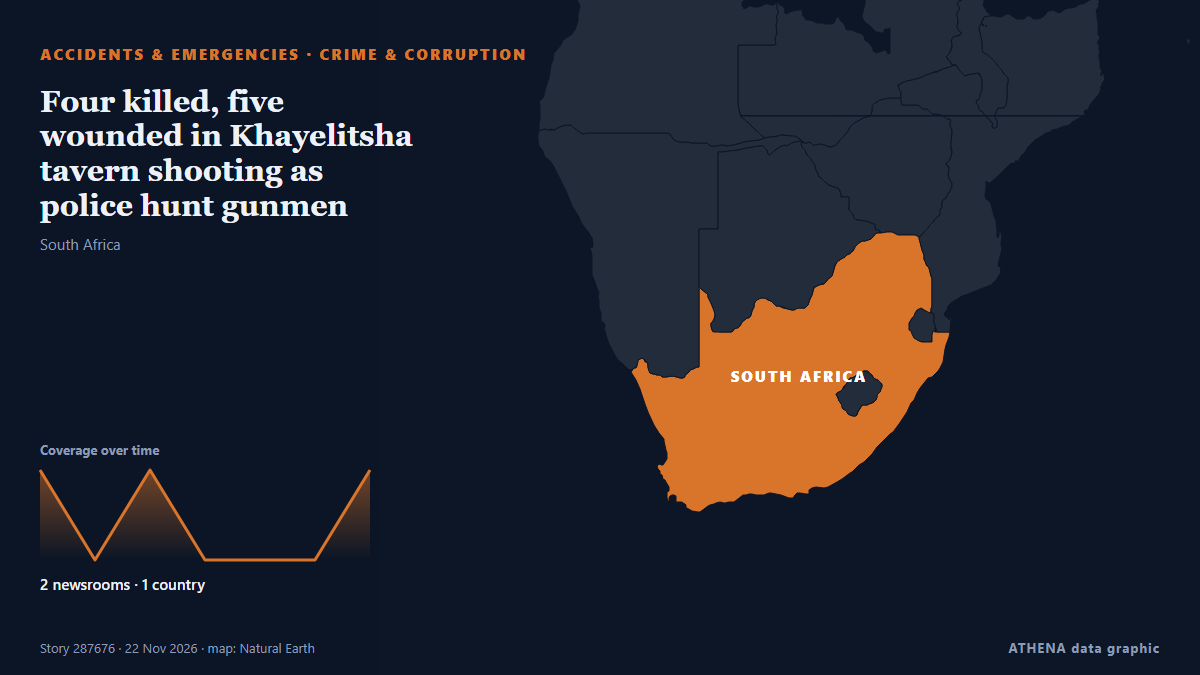 ACCIDENTS & EMERGENCIES · CRIME & CORRUPTION
Four killed, five
wounded in Khayelitsha
tavern shooting as
police hunt gunmen
South Africa
SOUTH AFRICA
Coverage over time
2 newsrooms · 1 country
Story 287676 · 22 Nov 2026 · map: Natural Earth
ATHENA data graphic